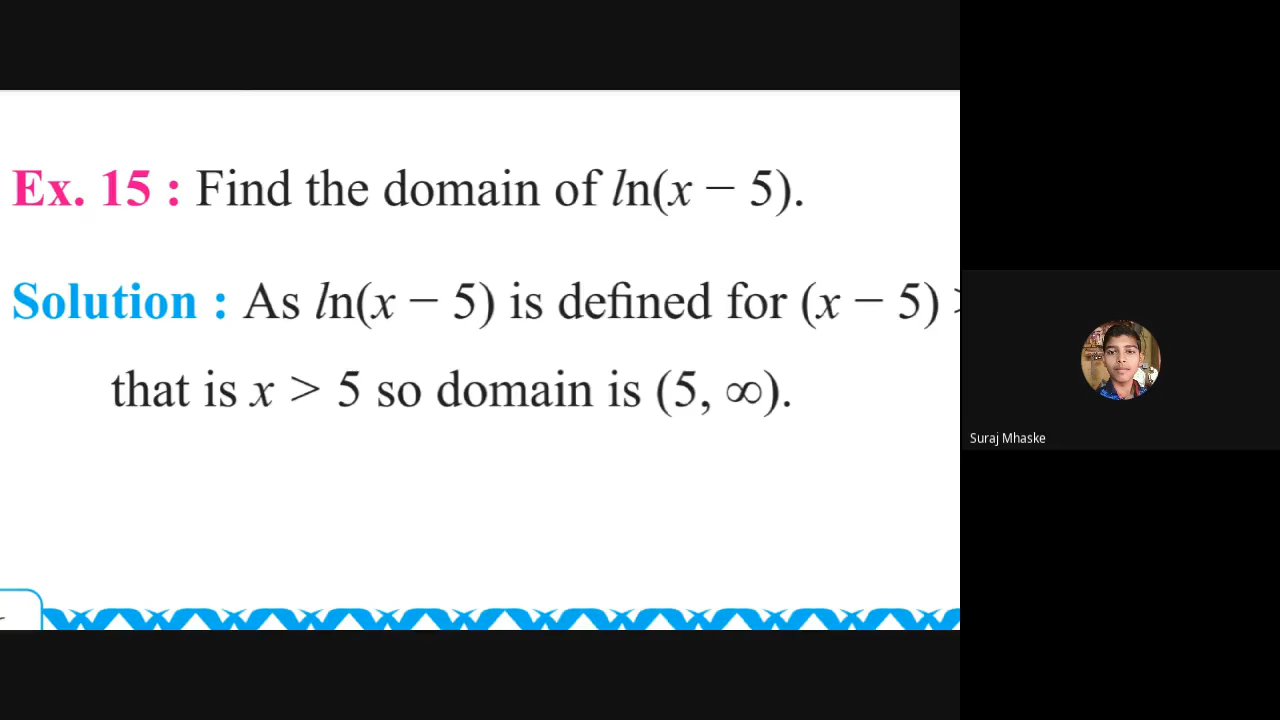 Ex. 15 : Find the domain of ln(x − 5).
Solution : As ln(x − 5) is defined for (x − 5) >
that is x > 5 so domain is (5, ∞).
Suraj Mhaske